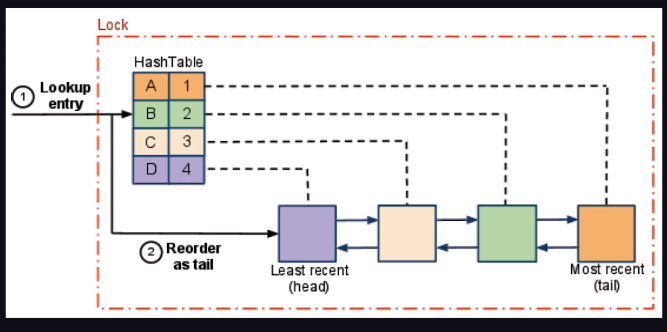 Lock
HashTable
1 Lookup
entry
A 1
B 2
C 3
D 4
2 Reorder
as tail
Least recent
(head)
Most recent
(tail)